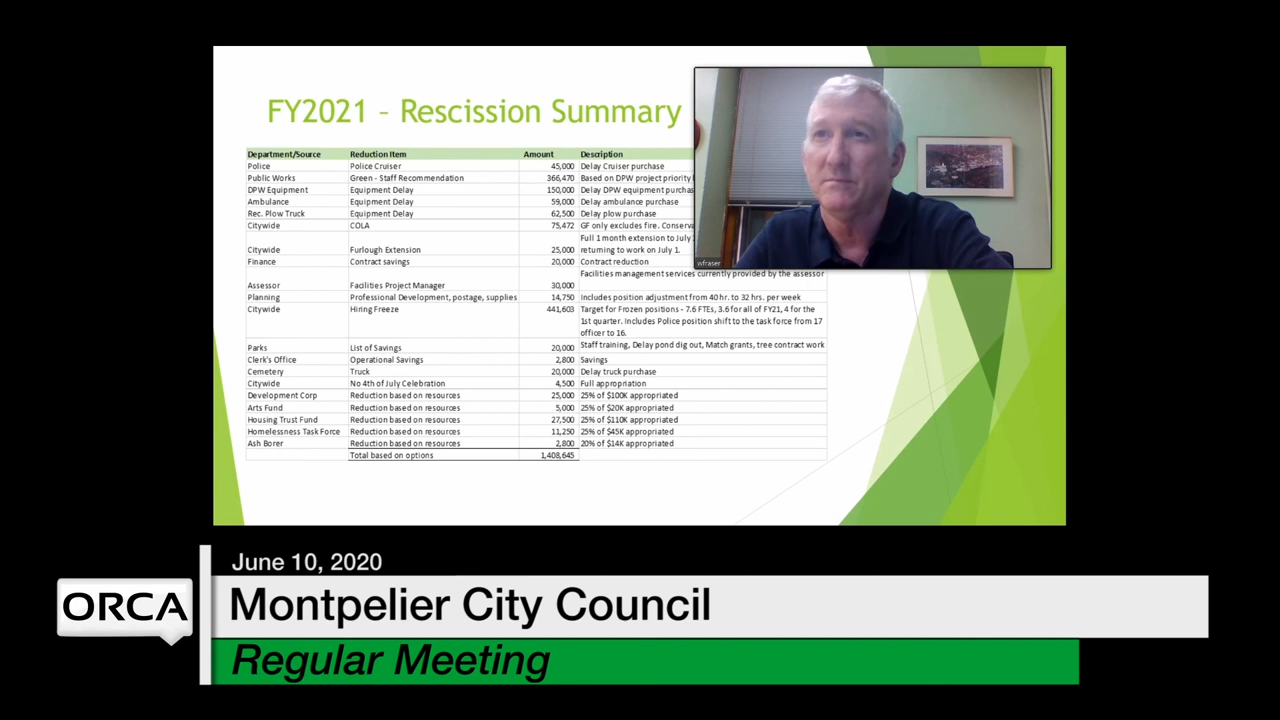 FY2021 – Rescission Summary
Department/Source Reduction Item Amount Description
Police Police Cruiser 45,000 Delay Cruiser purchase
Public Works Green - Staff Recommendation 366,470 Based on DPW project priority
DPW Equipment Equipment Delay 150,000 Delay DPW equipment purchas
Ambulance Equipment Delay 59,000 Delay ambulance purchase
Rec. Plow Truck Equipment Delay 62,500 Delay plow purchase
Citywide COLA 75,472 GF only excludes fire. Conserva
Full 1 month extension to July
Citywide Furlough Extension 25,000 returning to work on July 1.
Finance Contract savings 20,000 Contract reduction
Facilities management services currently provided by the assessor
Assessor Facilities Project Manager 30,000
Planning Professional Development, postage, supplies 14,750 Includes position adjustment from 40 hr. to 32 hrs. per week
Citywide Hiring Freeze 441,603 Target for Frozen positions - 7.6 FTEs, 3.6 for all of FY21, 4 for the
1st quarter. Includes Police position shift to the task force from 17
officer to 16.
Staff training, Delay pond dig out, Match grants, tree contract work
Parks List of Savings 20,000
Clerk's Office Operational Savings 2,800 Savings
Cemetery Truck 20,000 Delay truck purchase
Citywide No 4th of July Celebration 4,500 Full appropriation
Development Corp Reduction based on resources 25,000 25% of $100K appropriated
Arts Fund Reduction based on resources 5,000 25% of $20K appropriated
Housing Trust Fund Reduction based on resources 27,500 25% of $110K appropriated
Homelessness Task Force Reduction based on resources 11,250 25% of $45K appropriated
Ash Borer Reduction based on resources 2,800 20% of $14K appropriated
Total based on options 1,408,645
wfraser
June 10, 2020
ORCA
Montpelier City Council
Regular Meeting